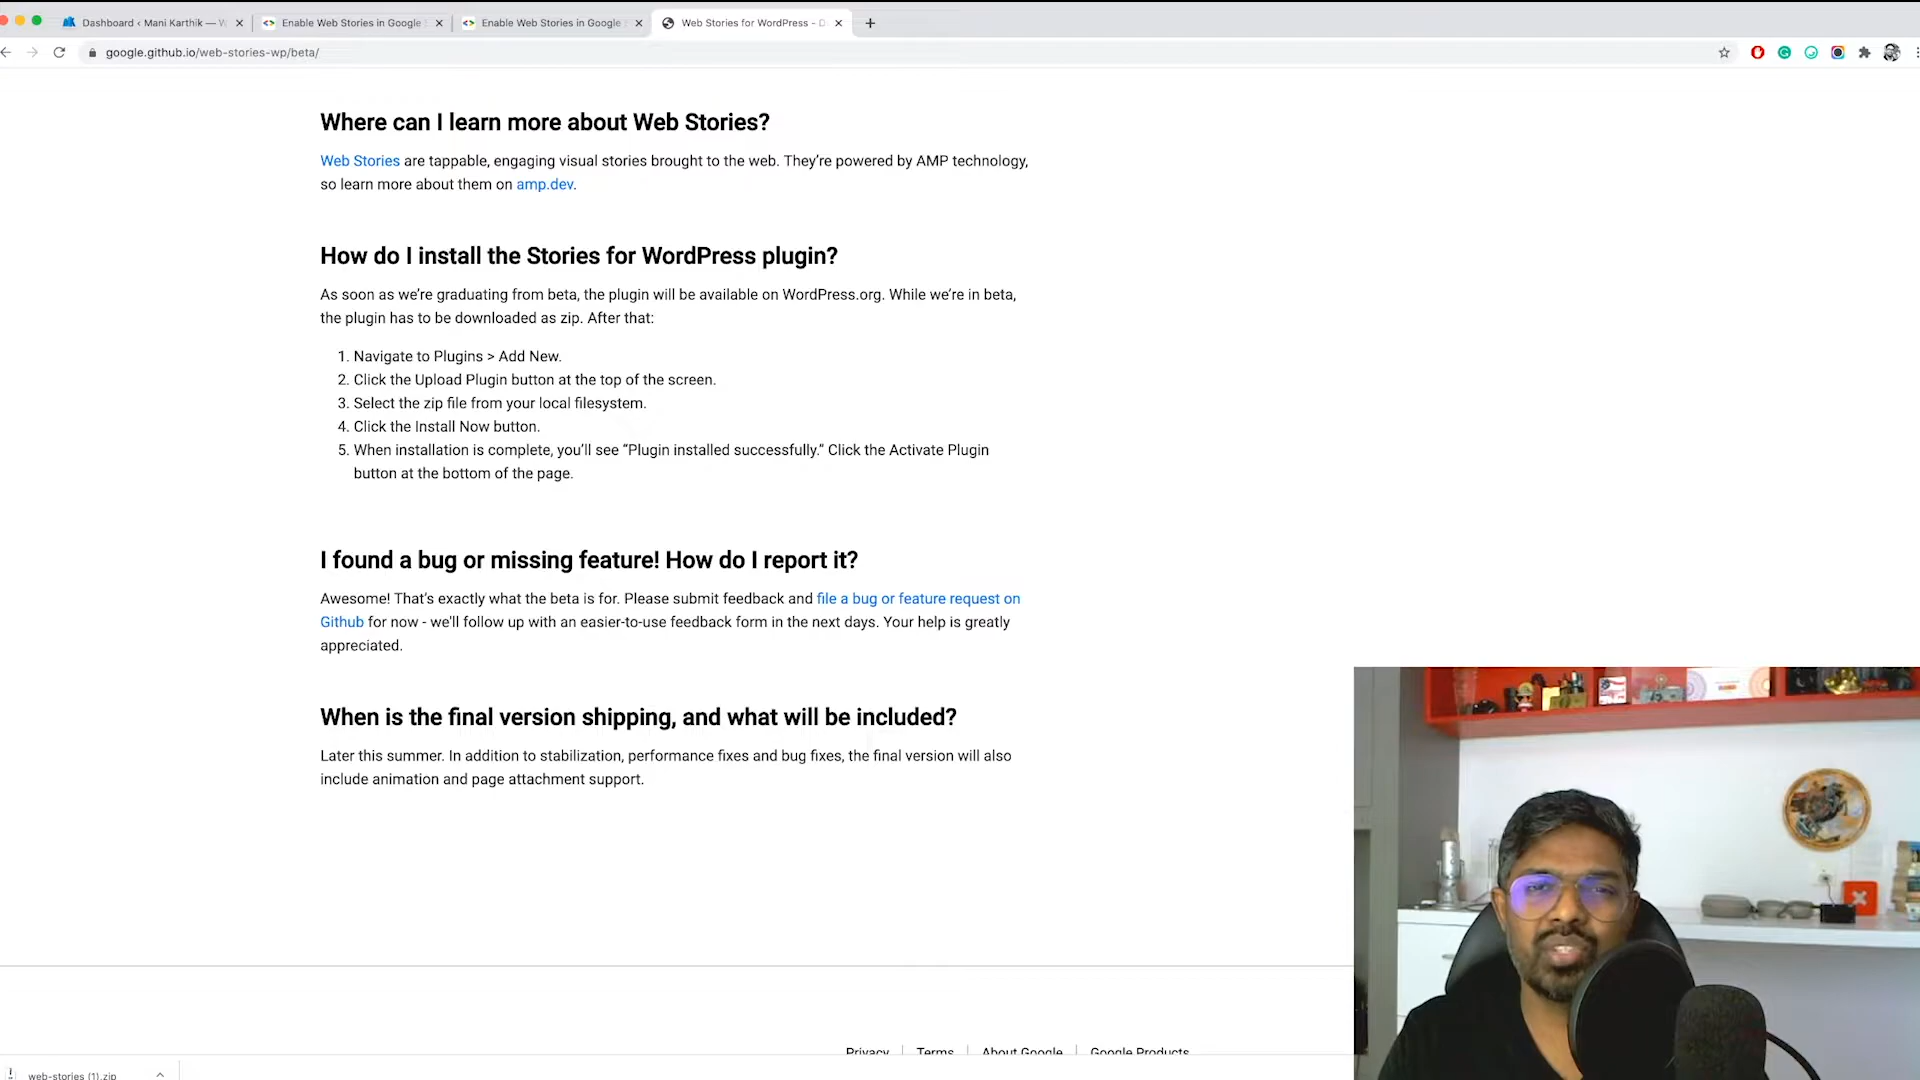 Dashboard ‹ Mani Karthik — W
Enable Web Stories in Google
Enable Web Stories in Google
Web Stories for WordPress - D
google.github.io/web-stories-wp/beta/
Where can I learn more about Web Stories?
Web Stories are tappable, engaging visual stories brought to the web. They’re powered by AMP technology,
so learn more about them on amp.dev.
How do I install the Stories for WordPress plugin?
As soon as we’re graduating from beta, the plugin will be available on WordPress.org. While we’re in beta,
the plugin has to be downloaded as zip. After that:
1. Navigate to Plugins > Add New.
2. Click the Upload Plugin button at the top of the screen.
3. Select the zip file from your local filesystem.
4. Click the Install Now button.
5. When installation is complete, you’ll see “Plugin installed successfully.“ Click the Activate Plugin
button at the bottom of the page.
I found a bug or missing feature! How do I report it?
Awesome! That’s exactly what the beta is for. Please submit feedback and file a bug or feature request on
Github for now - we'll follow up with an easier-to-use feedback form in the next days. Your help is greatly
appreciated.
When is the final version shipping, and what will be included?
Later this summer. In addition to stabilization, performance fixes and bug fixes, the final version will also
include animation and page attachment support.
Privacy
Terms
About Google
Google Products
web-stories (1).zip